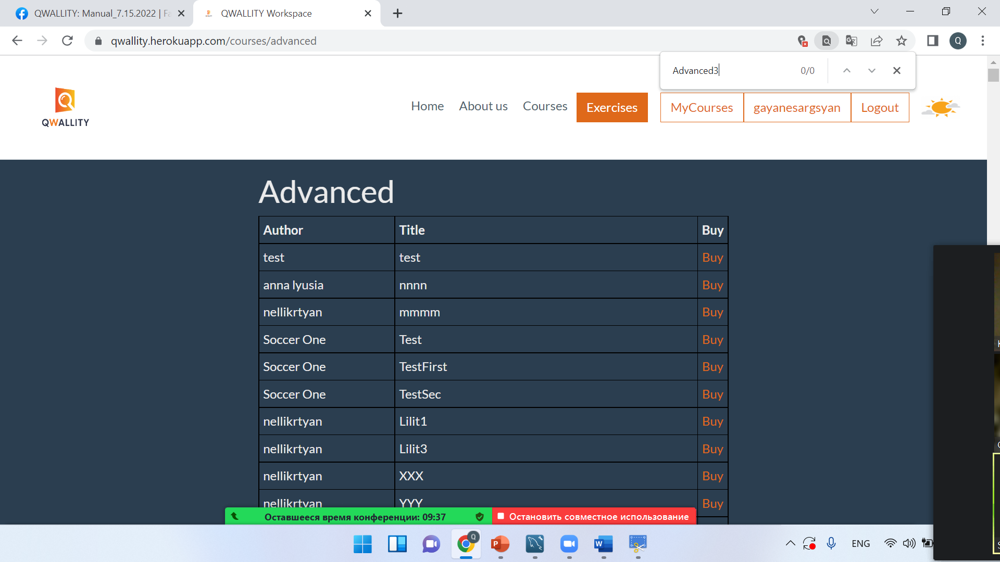 QWALLITY: Manual_7.15.2022 | Fa
QWALLITY Workspace
qwallity.herokuapp.com/courses/advanced
Q
Advanced3
0/0
QWALLITY
Home
About us
Courses
Exercises
MyCourses
gayanesargsyan
Logout
Advanced
Author Title Buy
test test Buy
anna lyusia nnnn Buy
nellikrtyan mmmm Buy
Soccer One Test Buy
Soccer One TestFirst Buy
Soccer One TestSec Buy
nellikrtyan Lilit1 Buy
nellikrtyan Lilit3 Buy
nellikrtyan XXX Buy
nellikrtyan YYY Buy
Оставшееся время конференции: 09:37
Остановить совместное использование
ENG